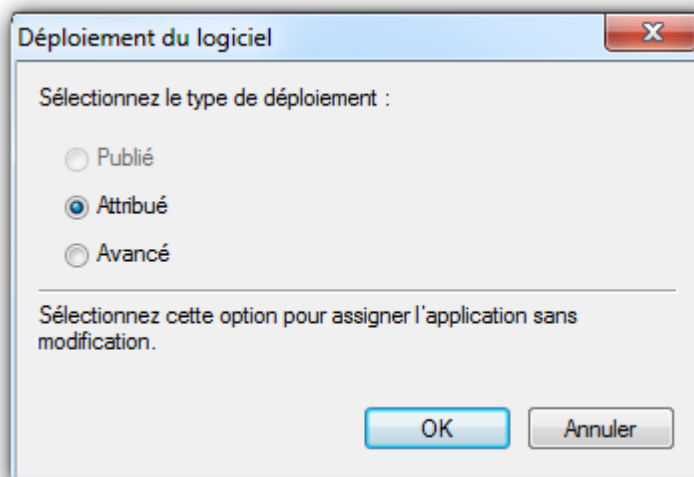 Déploiement du logiciel
Sélectionnez le type de déploiement :
Publié
Attribué
Avancé
Sélectionnez cette option pour assigner l'application sans
modification.
OK
Annuler